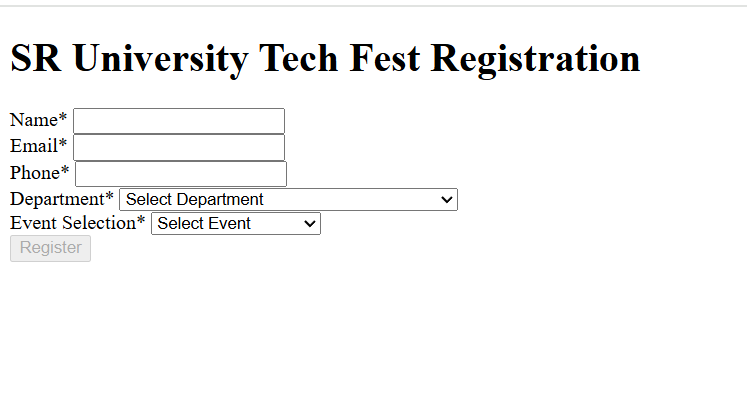 SR University Tech Fest Registration
Name*
Email*
Phone*
Department* Select Department
Event Selection* Select Event
Register